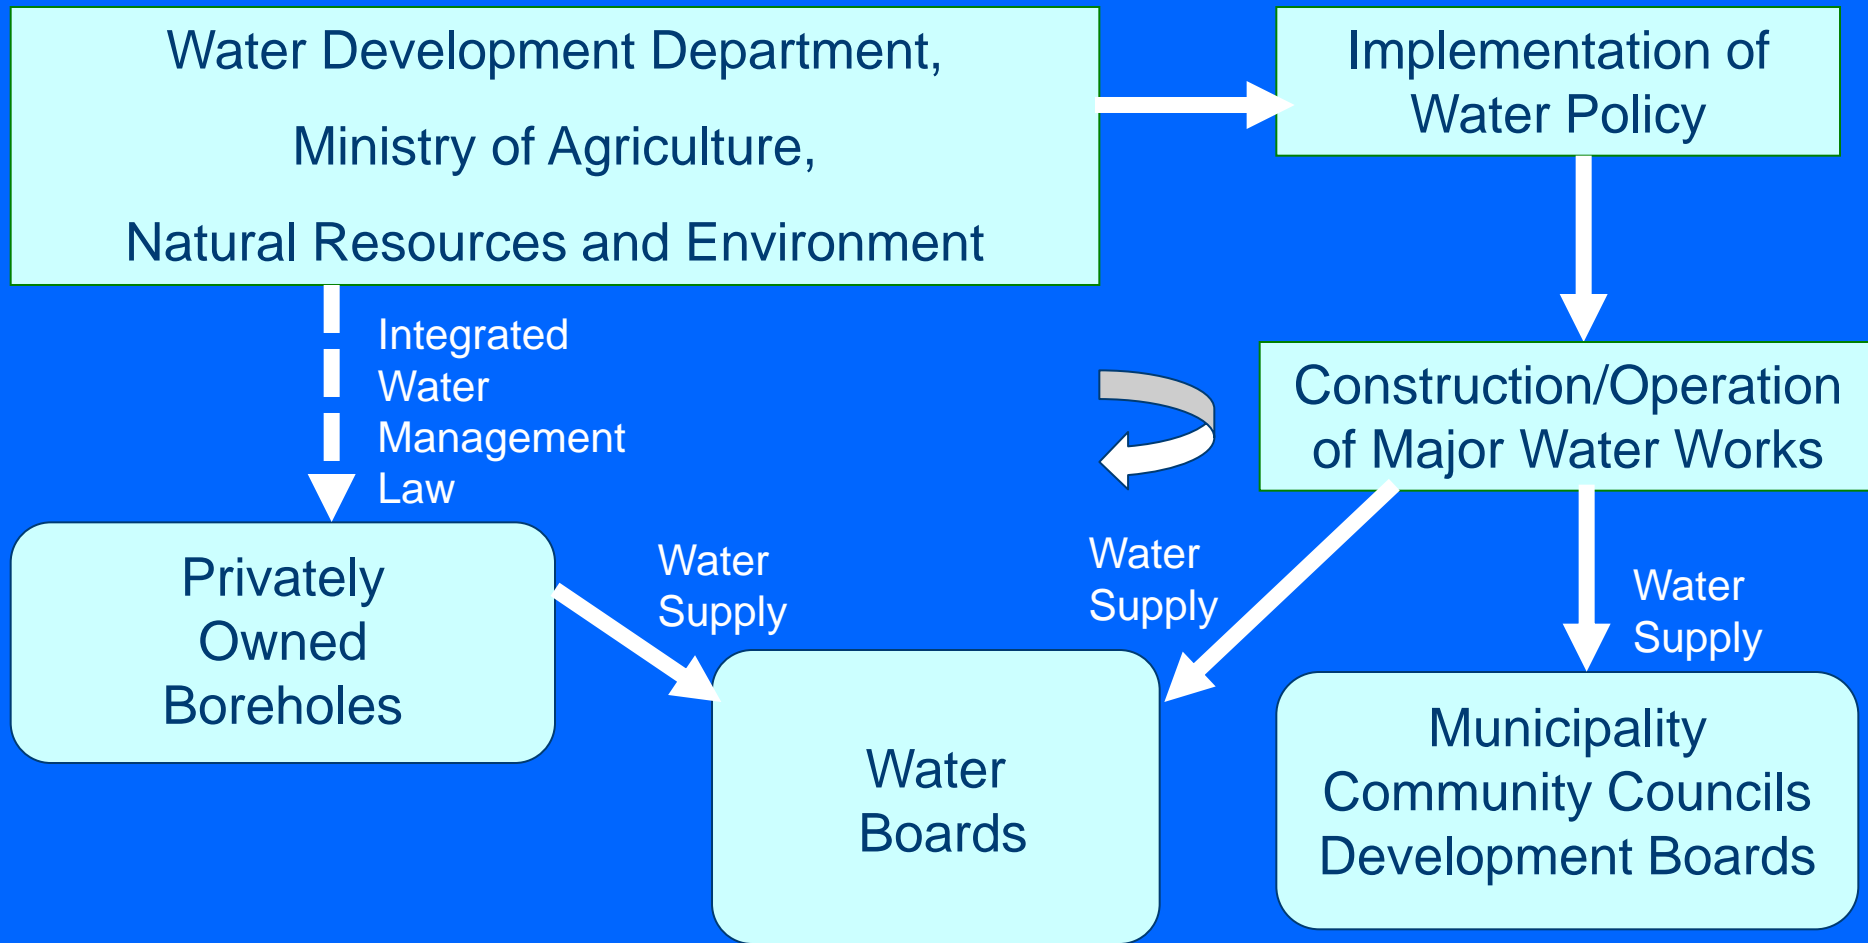 Water Development Department,
Ministry of Agriculture,
Natural Resources and Environment
Implementation of
Water Policy
Integrated
Water
Management
Law
Construction/Operation
of Major Water Works
Privately
Owned
Boreholes
Water
Supply
Water
Supply
Water
Supply
Water
Boards
Municipality
Community Councils
Development Boards